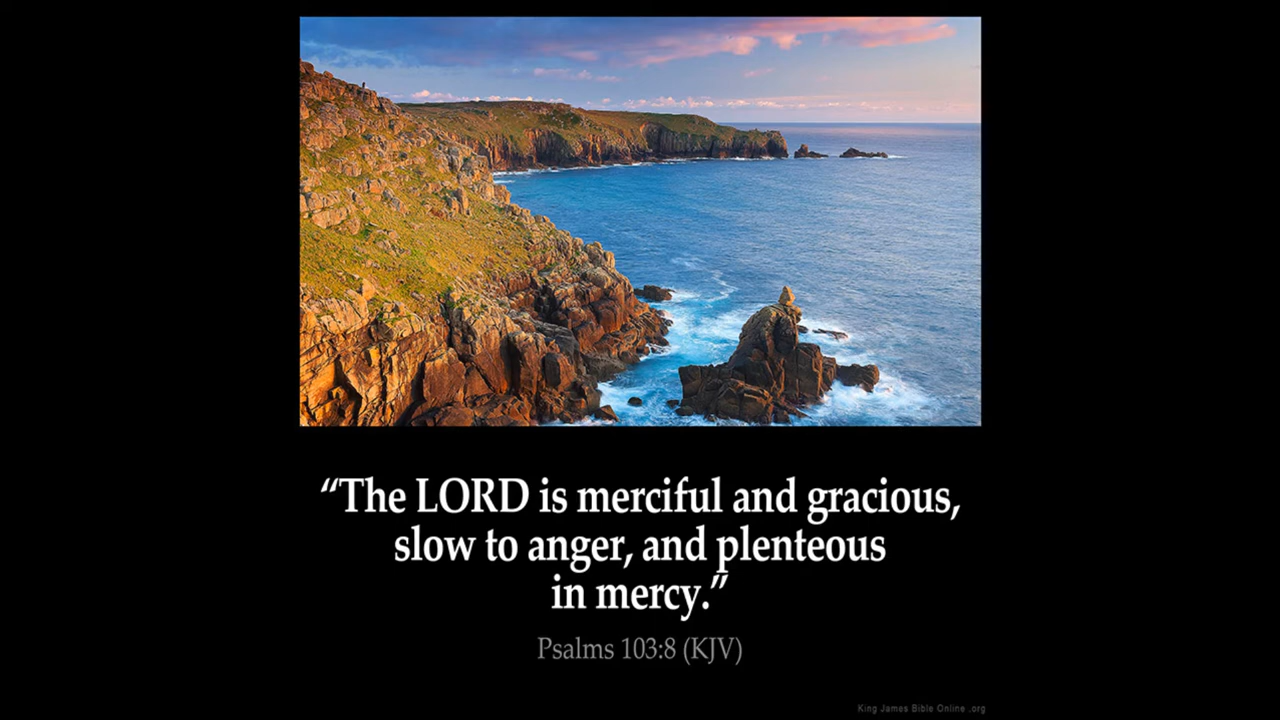 “The LORD is merciful and gracious,
slow to anger, and plenteous
in mercy.”
Psalms 103:8 (KJV)
King James Bible Online .org